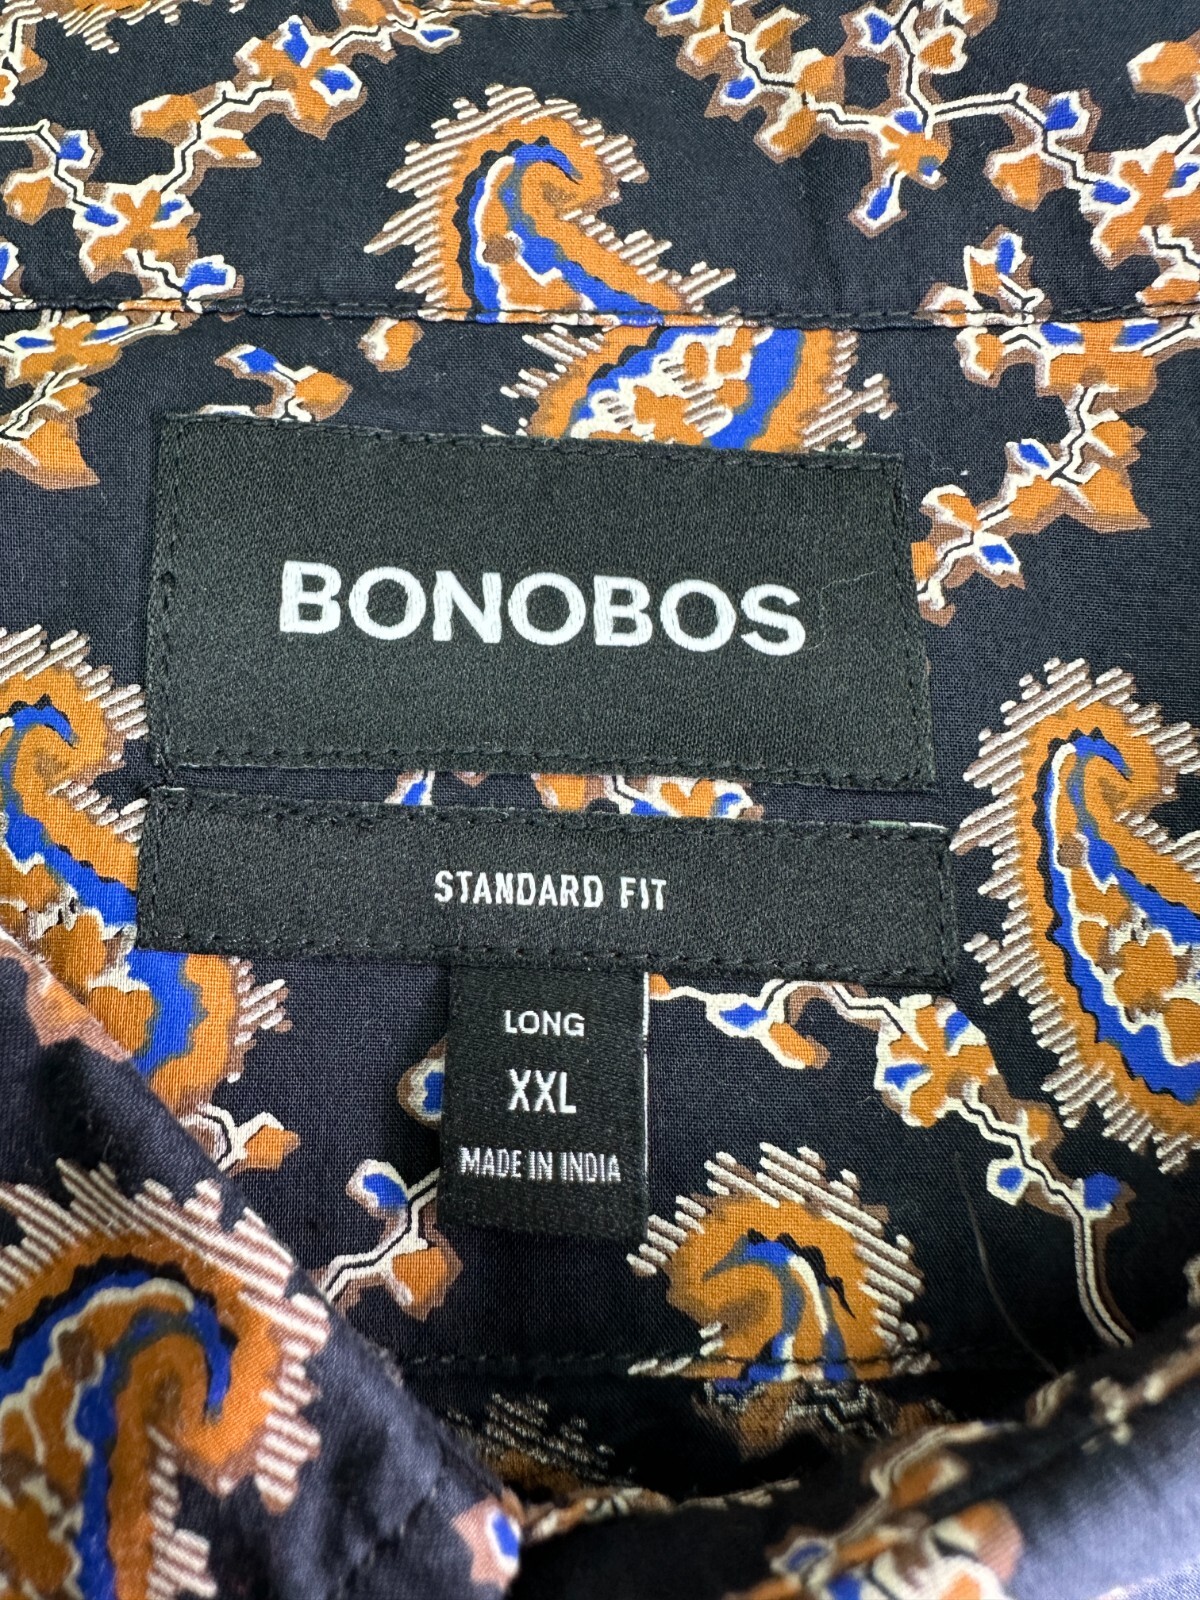 BONOBOS
STANDARD FIT
LONG
XXL
MADE IN INDIA